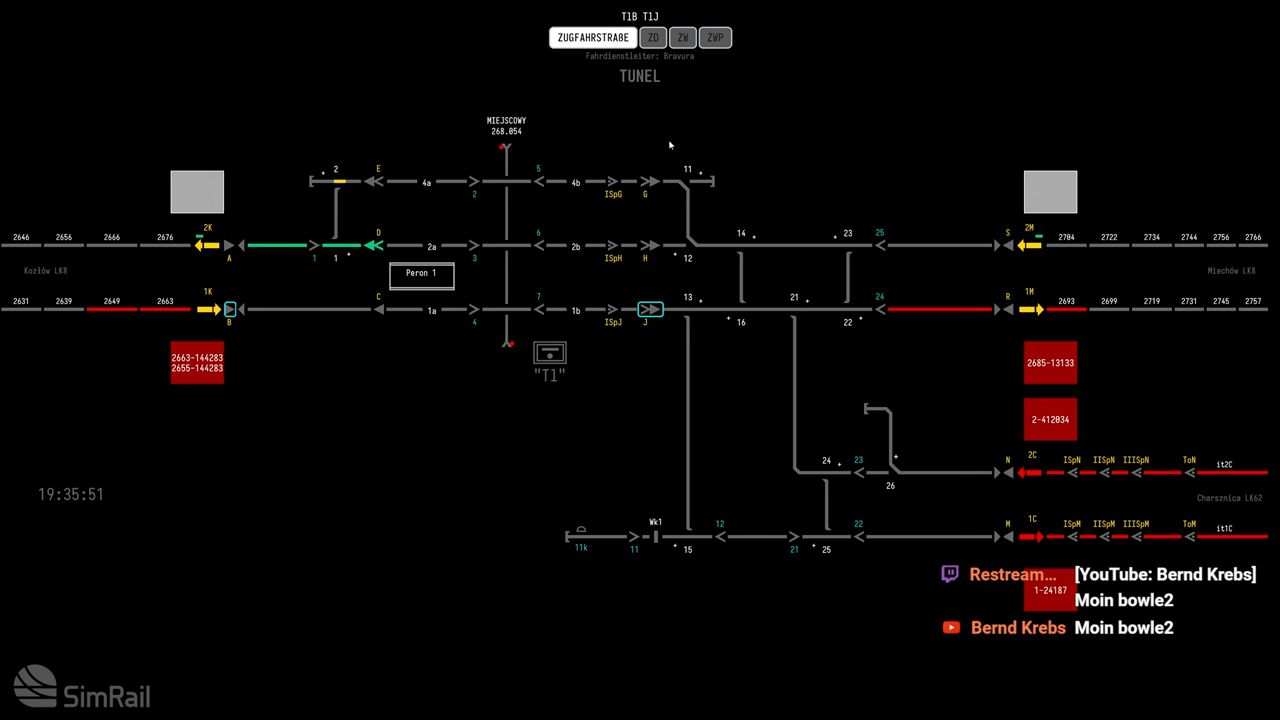 T1B T1J
ZUGFAHRSTRAẞE ZD ZW ZWP
Fahrdienstleiter: Bravura
TUNEL
MIEJSCOWY
268.054
2 E 5 11
4a 4b
2 ISpG G
2K D 6 14 23 25 S 2M
2646 2656 2666 2676 2a 2b 2704 2722 2734 2744 2756 2766
A 1 1 3 ISpH H 12
Kozłów LK8 Peron 1 Miechów LK8
1K C 7 13 21 24 R 1M
2631 2639 2649 2663 1a 1b 2693 2699 2719 2731 2745 2757
B 4 ISpJ J 16 22
2663-144283
2655-144283
"T1"
2685-13133
2-412034
24 23 N 2C ISpN IISpN IIISpN ToN it2C
26
19:35:51
Charsznica LK62
Wk1 12 22 M 1C ISpM IISpM IIISpM ToM it1C
11k 11 15 21 25
1-24187
Restream... [YouTube: Bernd Krebs]
Moin bowle2
Bernd Krebs Moin bowle2
SimRail